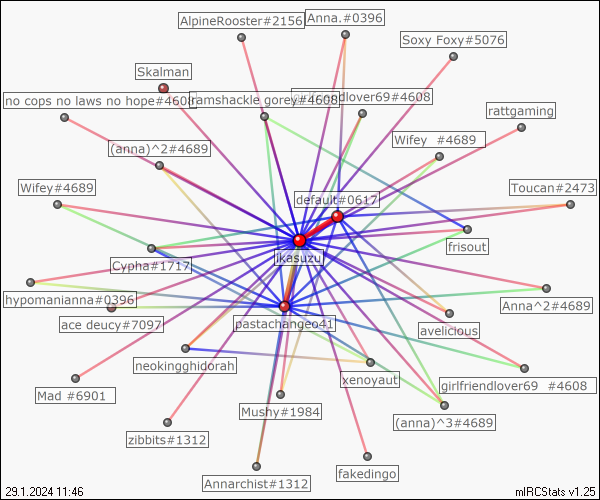 AlpineRooster#2156
Anna.#0396
Soxy Foxy#5076
Skalman
no cops no laws no hope#4608
ramshackle gorey#4608
girlfriendlover69#4608
rattgaming
(anna)^2#4689
Wifey  #4689
Wifey#4689
default#0617
Toucan#2473
frisout
ikasuzu
Cypha#1717
hypomanianna#0396
Anna^2#4689
ace deucy#7097
pastachangeo41
avelicious
neokingghidorah
xenoyaut
girlfriendlover69  #4608
Mad #6901
Mushy#1984
(anna)^3#4689
zibbits#1312
fakedingo
Annarchist#1312
29.1.2024 11:46
mIRCStats v1.25